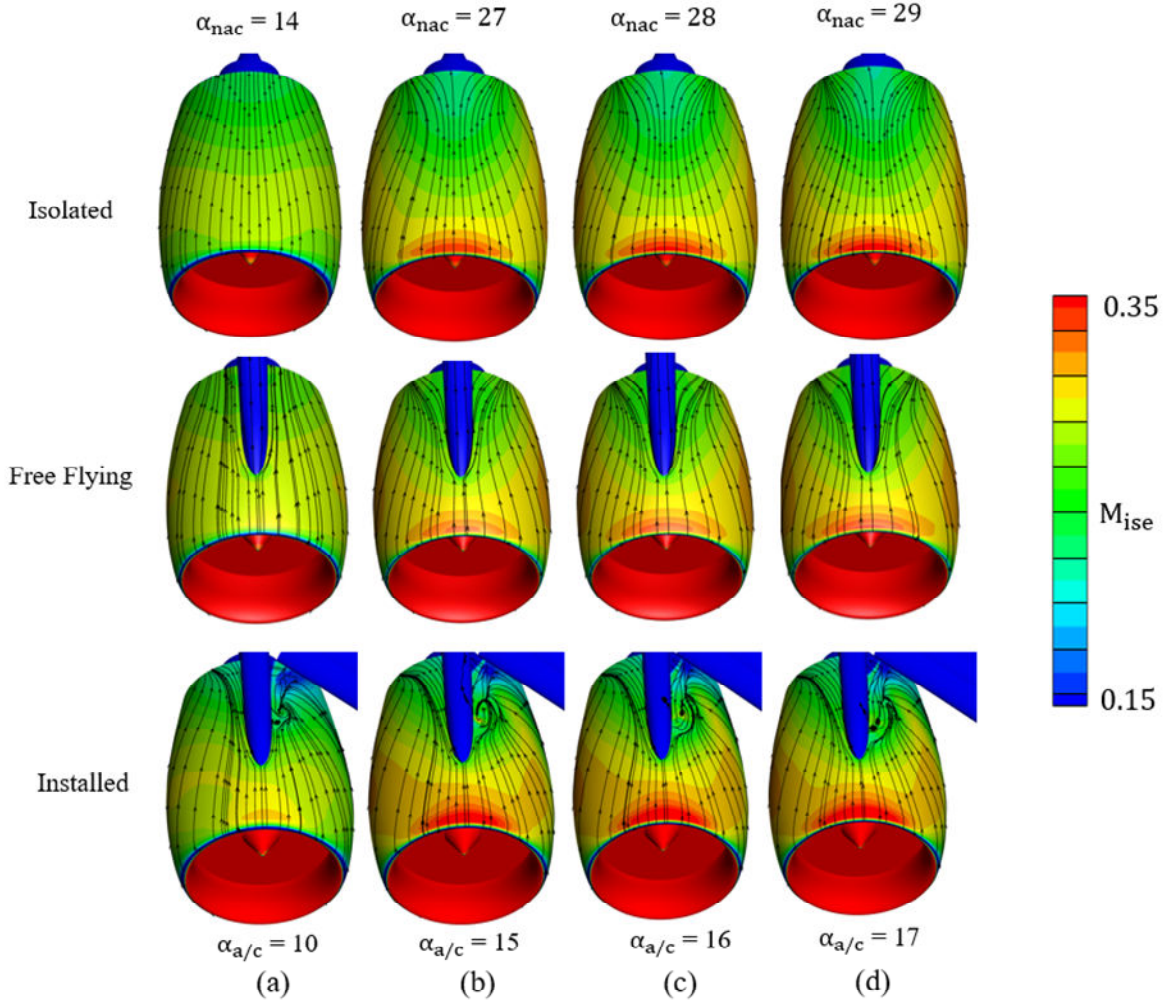 α_nac = 14
α_nac = 27
α_nac = 28
α_nac = 29
Isolated
0.35
Free Flying
M_ise
0.15
Installed
α_a/c = 10
α_a/c = 15
α_a/c = 16
α_a/c = 17
(a)
(b)
(c)
(d)